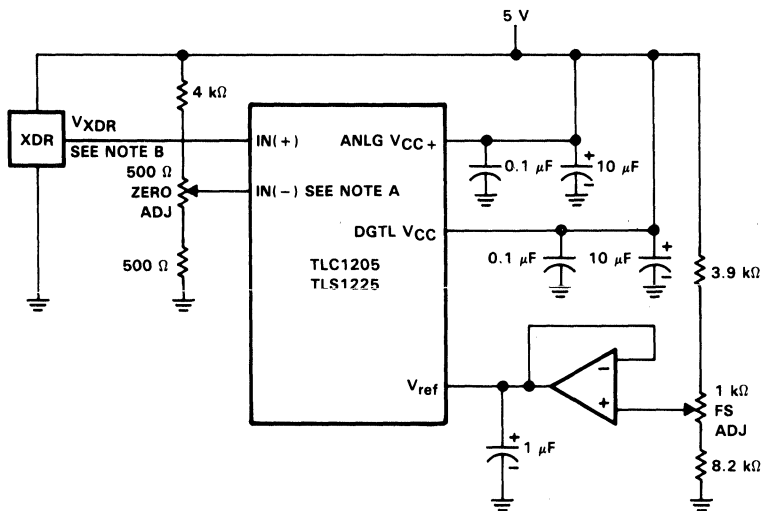 5 V
4 kΩ
XDR
VXDR
SEE NOTE B
500 Ω
ZERO
ADJ
500 Ω
IN(+)
ANLG VCC+
IN(−) SEE NOTE A
DGTL VCC
TLC1205
TLS1225
Vref
0.1 μF
+
10 μF
−
0.1 μF
10 μF
+
−
3.9 kΩ
−
+
1 kΩ
FS
ADJ
+
1 μF
−
8.2 kΩ